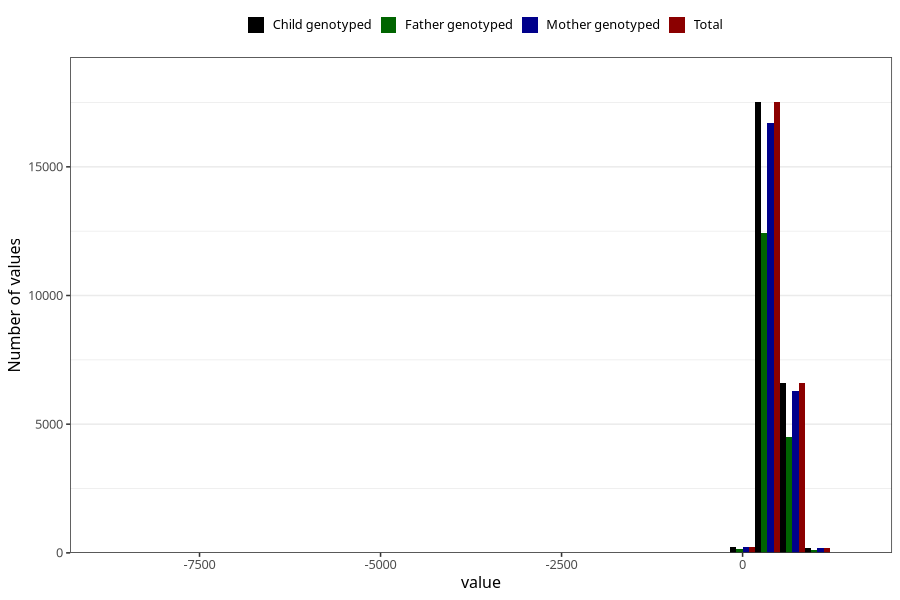 Child genotyped Father genotyped Mother genotyped Total
Number of values
15000
10000
5000
0
-7500 -5000 -2500 0
value